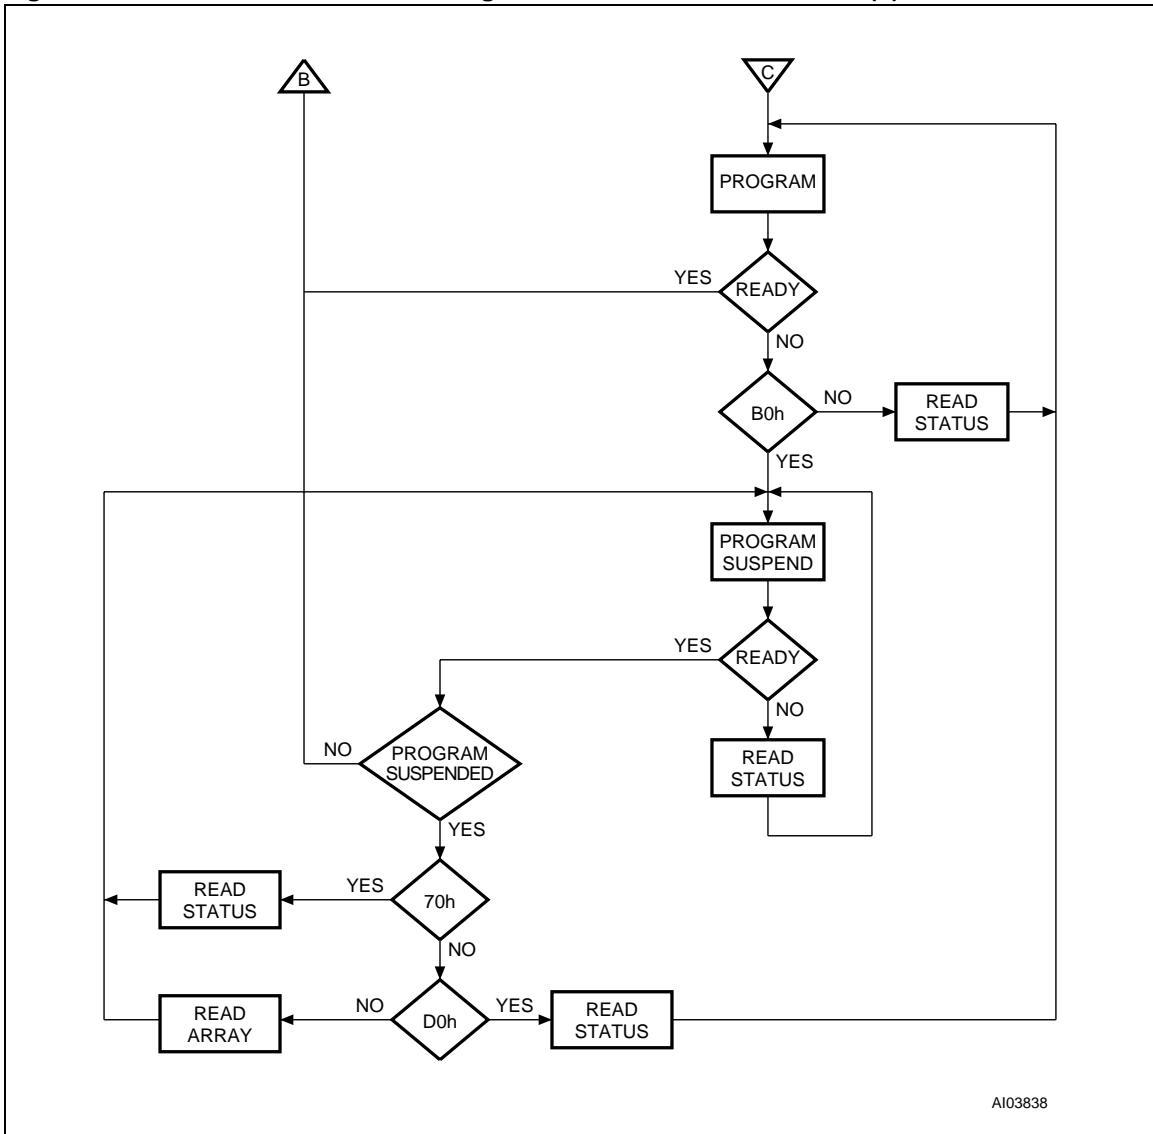 B
C
PROGRAM
YES
READY
NO
B0h
NO
READ
STATUS
YES
PROGRAM
SUSPEND
YES
READY
NO
READ
STATUS
NO
PROGRAM
SUSPENDED
YES
READ
STATUS
YES
70h
NO
READ
ARRAY
NO
D0h
YES
READ
STATUS
AI03838